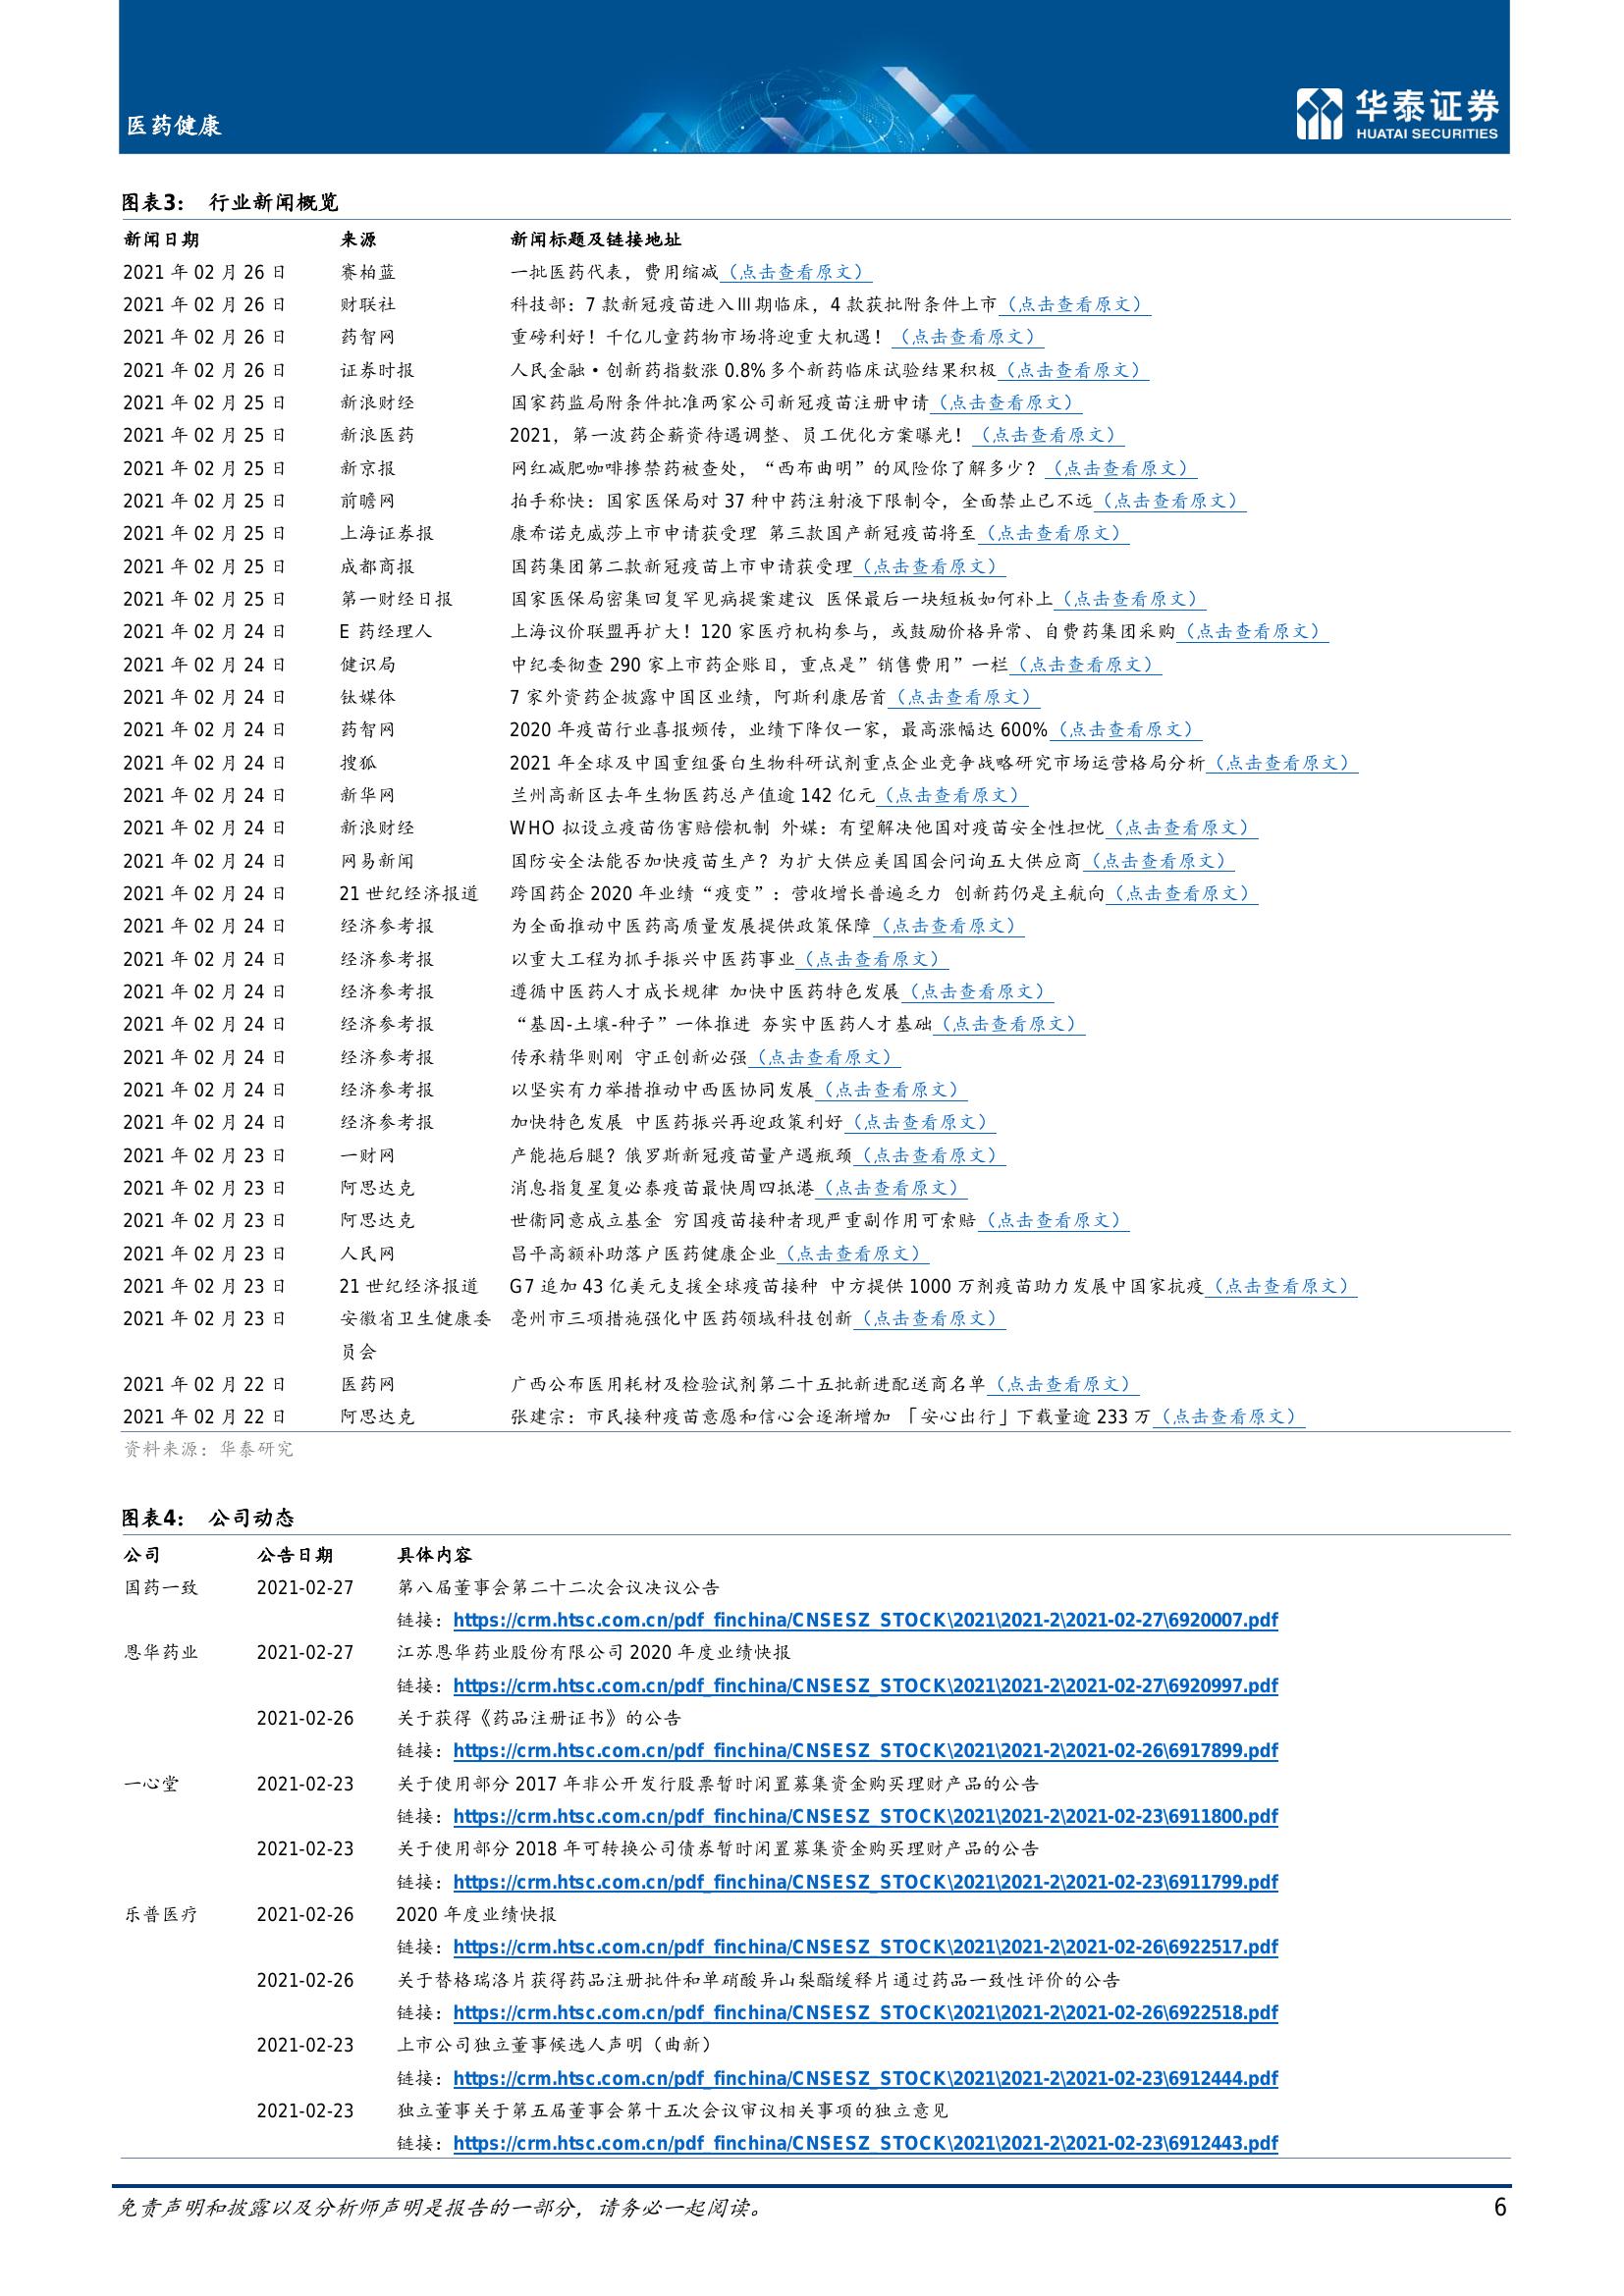 医药健康
华泰证券
HUATAI SECURITIES
图表3: 行业新闻概览
新闻日期 来源 新闻标题及链接地址
2021 年 02 月 26 日 赛柏蓝 一批医药代表，费用缩减（点击查看原文）
2021 年 02 月 26 日 财联社 科技部：7 款新冠疫苗进入Ⅲ期临床，4 款获批附条件上市（点击查看原文）
2021 年 02 月 26 日 药智网 重磅利好！千亿儿童药物市场将迎重大机遇！（点击查看原文）
2021 年 02 月 26 日 证券时报 人民金融•创新药指数涨 0.8%多个新药临床试验结果积极（点击查看原文）
2021 年 02 月 25 日 新浪财经 国家药监局附条件批准两家公司新冠疫苗注册申请（点击查看原文）
2021 年 02 月 25 日 新浪医药 2021，第一波药企薪资待遇调整、员工优化方案曝光！（点击查看原文）
2021 年 02 月 25 日 新京报 网红减肥咖啡掺禁药被查处，“西布曲明”的风险你了解多少？（点击查看原文）
2021 年 02 月 25 日 前瞻网 拍手称快：国家医保局对 37 种中药注射液下限制令，全面禁止已不远（点击查看原文）
2021 年 02 月 25 日 上海证券报 康希诺克威莎上市申请获受理 第三款国产新冠疫苗将至（点击查看原文）
2021 年 02 月 25 日 成都商报 国药集团第二款新冠疫苗上市申请获受理（点击查看原文）
2021 年 02 月 25 日 第一财经日报 国家医保局密集回复罕见病提案建议 医保最后一块短板如何补上（点击查看原文）
2021 年 02 月 24 日 E 药经理人 上海议价联盟再扩大！120 家医疗机构参与，或鼓励价格异常、自费药集团采购（点击查看原文）
2021 年 02 月 24 日 健识局 中纪委彻查 290 家上市药企账目，重点是”销售费用”一栏（点击查看原文）
2021 年 02 月 24 日 钛媒体 7 家外资药企披露中国区业绩，阿斯利康居首（点击查看原文）
2021 年 02 月 24 日 药智网 2020 年疫苗行业喜报频传，业绩下降仅一家，最高涨幅达 600%（点击查看原文）
2021 年 02 月 24 日 搜狐 2021 年全球及中国重组蛋白生物科研试剂重点企业竞争战略研究市场运营格局分析（点击查看原文）
2021 年 02 月 24 日 新华网 兰州高新区去年生物医药总产值逾 142 亿元（点击查看原文）
2021 年 02 月 24 日 新浪财经 WHO 拟设立疫苗伤害赔偿机制 外媒：有望解决他国对疫苗安全性担忧（点击查看原文）
2021 年 02 月 24 日 网易新闻 国防安全法能否加快疫苗生产？为扩大供应美国国会问询五大供应商（点击查看原文）
2021 年 02 月 24 日 21 世纪经济报道 跨国药企 2020 年业绩“疫变”：营收增长普遍乏力 创新药仍是主航向（点击查看原文）
2021 年 02 月 24 日 经济参考报 为全面推动中医药高质量发展提供政策保障（点击查看原文）
2021 年 02 月 24 日 经济参考报 以重大工程为抓手振兴中医药事业（点击查看原文）
2021 年 02 月 24 日 经济参考报 遵循中医药人才成长规律 加快中医药特色发展（点击查看原文）
2021 年 02 月 24 日 经济参考报 “基因-土壤-种子”一体推进 夯实中医药人才基础（点击查看原文）
2021 年 02 月 24 日 经济参考报 传承精华则刚 守正创新必强（点击查看原文）
2021 年 02 月 24 日 经济参考报 以坚实有力举措推动中西医协同发展（点击查看原文）
2021 年 02 月 24 日 经济参考报 加快特色发展 中医药振兴再迎政策利好（点击查看原文）
2021 年 02 月 23 日 一财网 产能拖后腿？俄罗斯新冠疫苗量产遇瓶颈（点击查看原文）
2021 年 02 月 23 日 阿思达克 消息指复星复必泰疫苗最快周四抵港（点击查看原文）
2021 年 02 月 23 日 阿思达克 世衞同意成立基金 穷国疫苗接种者现严重副作用可索赔（点击查看原文）
2021 年 02 月 23 日 人民网 昌平高额补助落户医药健康企业（点击查看原文）
2021 年 02 月 23 日 21 世纪经济报道 G7 追加 43 亿美元支援全球疫苗接种 中方提供 1000 万剂疫苗助力发展中国家抗疫（点击查看原文）
2021 年 02 月 23 日 安徽省卫生健康委 亳州市三项措施强化中医药领域科技创新（点击查看原文）
员会
2021 年 02 月 22 日 医药网 广西公布医用耗材及检验试剂第二十五批新进配送商名单（点击查看原文）
2021 年 02 月 22 日 阿思达克 张建宗：市民接种疫苗意愿和信心会逐渐增加 「安心出行」下载量逾 233 万（点击查看原文）
资料来源：华泰研究
图表4: 公司动态
公司 公告日期 具体内容
国药一致 2021-02-27 第八届董事会第二十二次会议决议公告
链接：https://crm.htsc.com.cn/pdf_finchina/CNSESZ_STOCK\2021\2021-2\2021-02-27\6920007.pdf
恩华药业 2021-02-27 江苏恩华药业股份有限公司 2020 年度业绩快报
链接：https://crm.htsc.com.cn/pdf_finchina/CNSESZ_STOCK\2021\2021-2\2021-02-27\6920997.pdf
2021-02-26 关于获得《药品注册证书》的公告
链接：https://crm.htsc.com.cn/pdf_finchina/CNSESZ_STOCK\2021\2021-2\2021-02-26\6917899.pdf
一心堂 2021-02-23 关于使用部分 2017 年非公开发行股票暂时闲置募集资金购买理财产品的公告
链接：https://crm.htsc.com.cn/pdf_finchina/CNSESZ_STOCK\2021\2021-2\2021-02-23\6911800.pdf
2021-02-23 关于使用部分 2018 年可转换公司债券暂时闲置募集资金购买理财产品的公告
链接：https://crm.htsc.com.cn/pdf_finchina/CNSESZ_STOCK\2021\2021-2\2021-02-23\6911799.pdf
乐普医疗 2021-02-26 2020 年度业绩快报
链接：https://crm.htsc.com.cn/pdf_finchina/CNSESZ_STOCK\2021\2021-2\2021-02-26\6922517.pdf
2021-02-26 关于替格瑞洛片获得药品注册批件和单硝酸异山梨酯缓释片通过药品一致性评价的公告
链接：https://crm.htsc.com.cn/pdf_finchina/CNSESZ_STOCK\2021\2021-2\2021-02-26\6922518.pdf
2021-02-23 上市公司独立董事候选人声明（曲新）
链接：https://crm.htsc.com.cn/pdf_finchina/CNSESZ_STOCK\2021\2021-2\2021-02-23\6912444.pdf
2021-02-23 独立董事关于第五届董事会第十五次会议审议相关事项的独立意见
链接：https://crm.htsc.com.cn/pdf_finchina/CNSESZ_STOCK\2021\2021-2\2021-02-23\6912443.pdf
免责声明和披露以及分析师声明是报告的一部分，请务必一起阅读。 6